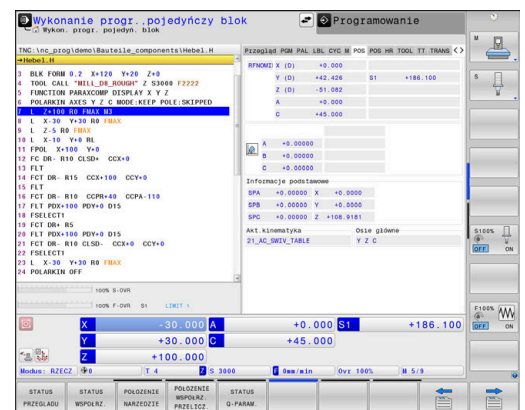 Wykonanie progr.,pojedyńczy blok
Wykon. progr. pojedyn. blok
Programowanie
TNC:\nc_prog\demo\Bauteile_components\Hebel.H
→Hebel.H
3 BLK FORM 0.2 X+120 Y+20 Z+0
4 TOOL CALL "MILL_D8_ROUGH" Z S3000 F2222
5 FUNCTION PARAXCOMP DISPLAY X Y Z
6 POLARKIN AXES Y Z C MODE:KEEP POLE:SKIPPED
7 L Z+100 R0 FMAX M3
8 L X-30 Y+30 R0 FMAX
9 L Z-5 R0 FMAX
10 L X-10 Y+0 RL
11 FPOL X+100 Y+0
12 FC DR- R10 CLSD+ CCX+0
13 FLT
14 FCT DR- R15 CCX+100 CCY+0
15 FLT
16 FCT DR- R10 CCPR+40 CCPA-110
17 FLT PDX+100 PDY+0 D15
18 FSELECT1
19 FCT DR+ R5
20 FLT PDX+100 PDY+0 D15
21 FCT DR- R10 CLSD- CCX+0 CCY+0
22 FSELECT1
23 L X-30 Y+30 R0 FMAX
24 POLARKIN OFF
100% S-OVR
100% F-OVR S1 LIMIT 1
Przegląd PGM PAL LBL CYC M POS POS HR TOOL TT TRANS
RFNOMI X (D) +0.000
Y (D) +42.426 S1 +186.100
Z (D) -51.082
A +0.000
C +45.000
A +0.00000
B +0.00000
C +0.00000
Informacje podstawowe
SPA +0.00000 X +0.0000
SPB +0.00000 Y +0.0000
SPC +0.00000 Z +108.9181
Akt.kinematyka Osie główne
21_AC_SWIV_TABLE Y Z C
X -30.000 A +0.000 S1 +186.100
Y +30.000 C +45.000
Z +100.000
Modus: RZECZ 0 T 4 Z S 3000 F 0mm/min Ovr 100% M 5/9
STATUS PRZEGLĄDU
STATUS WSPÓŁRZ.
POŁOŻENIE NARZĘDZIE
POŁOŻENIE WSPÓŁRZ. PRZELICZ.
STATUS Q-PARAM.
M
S
S100%
OFF ON
F100%
OFF ON